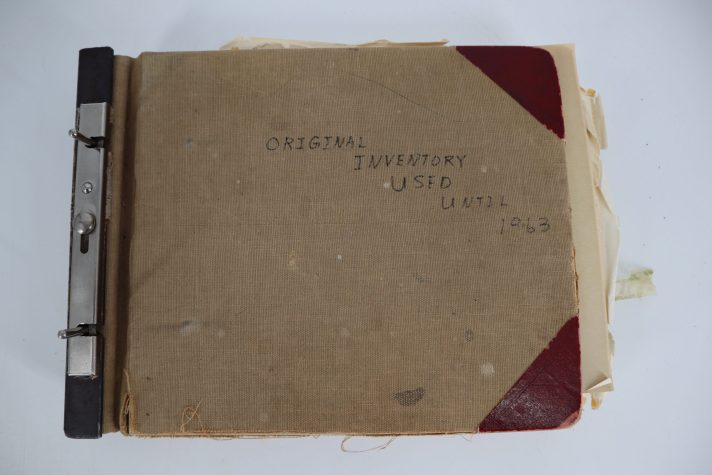 ORIGINAL
INVENTORY
USED
UNTIL
1963